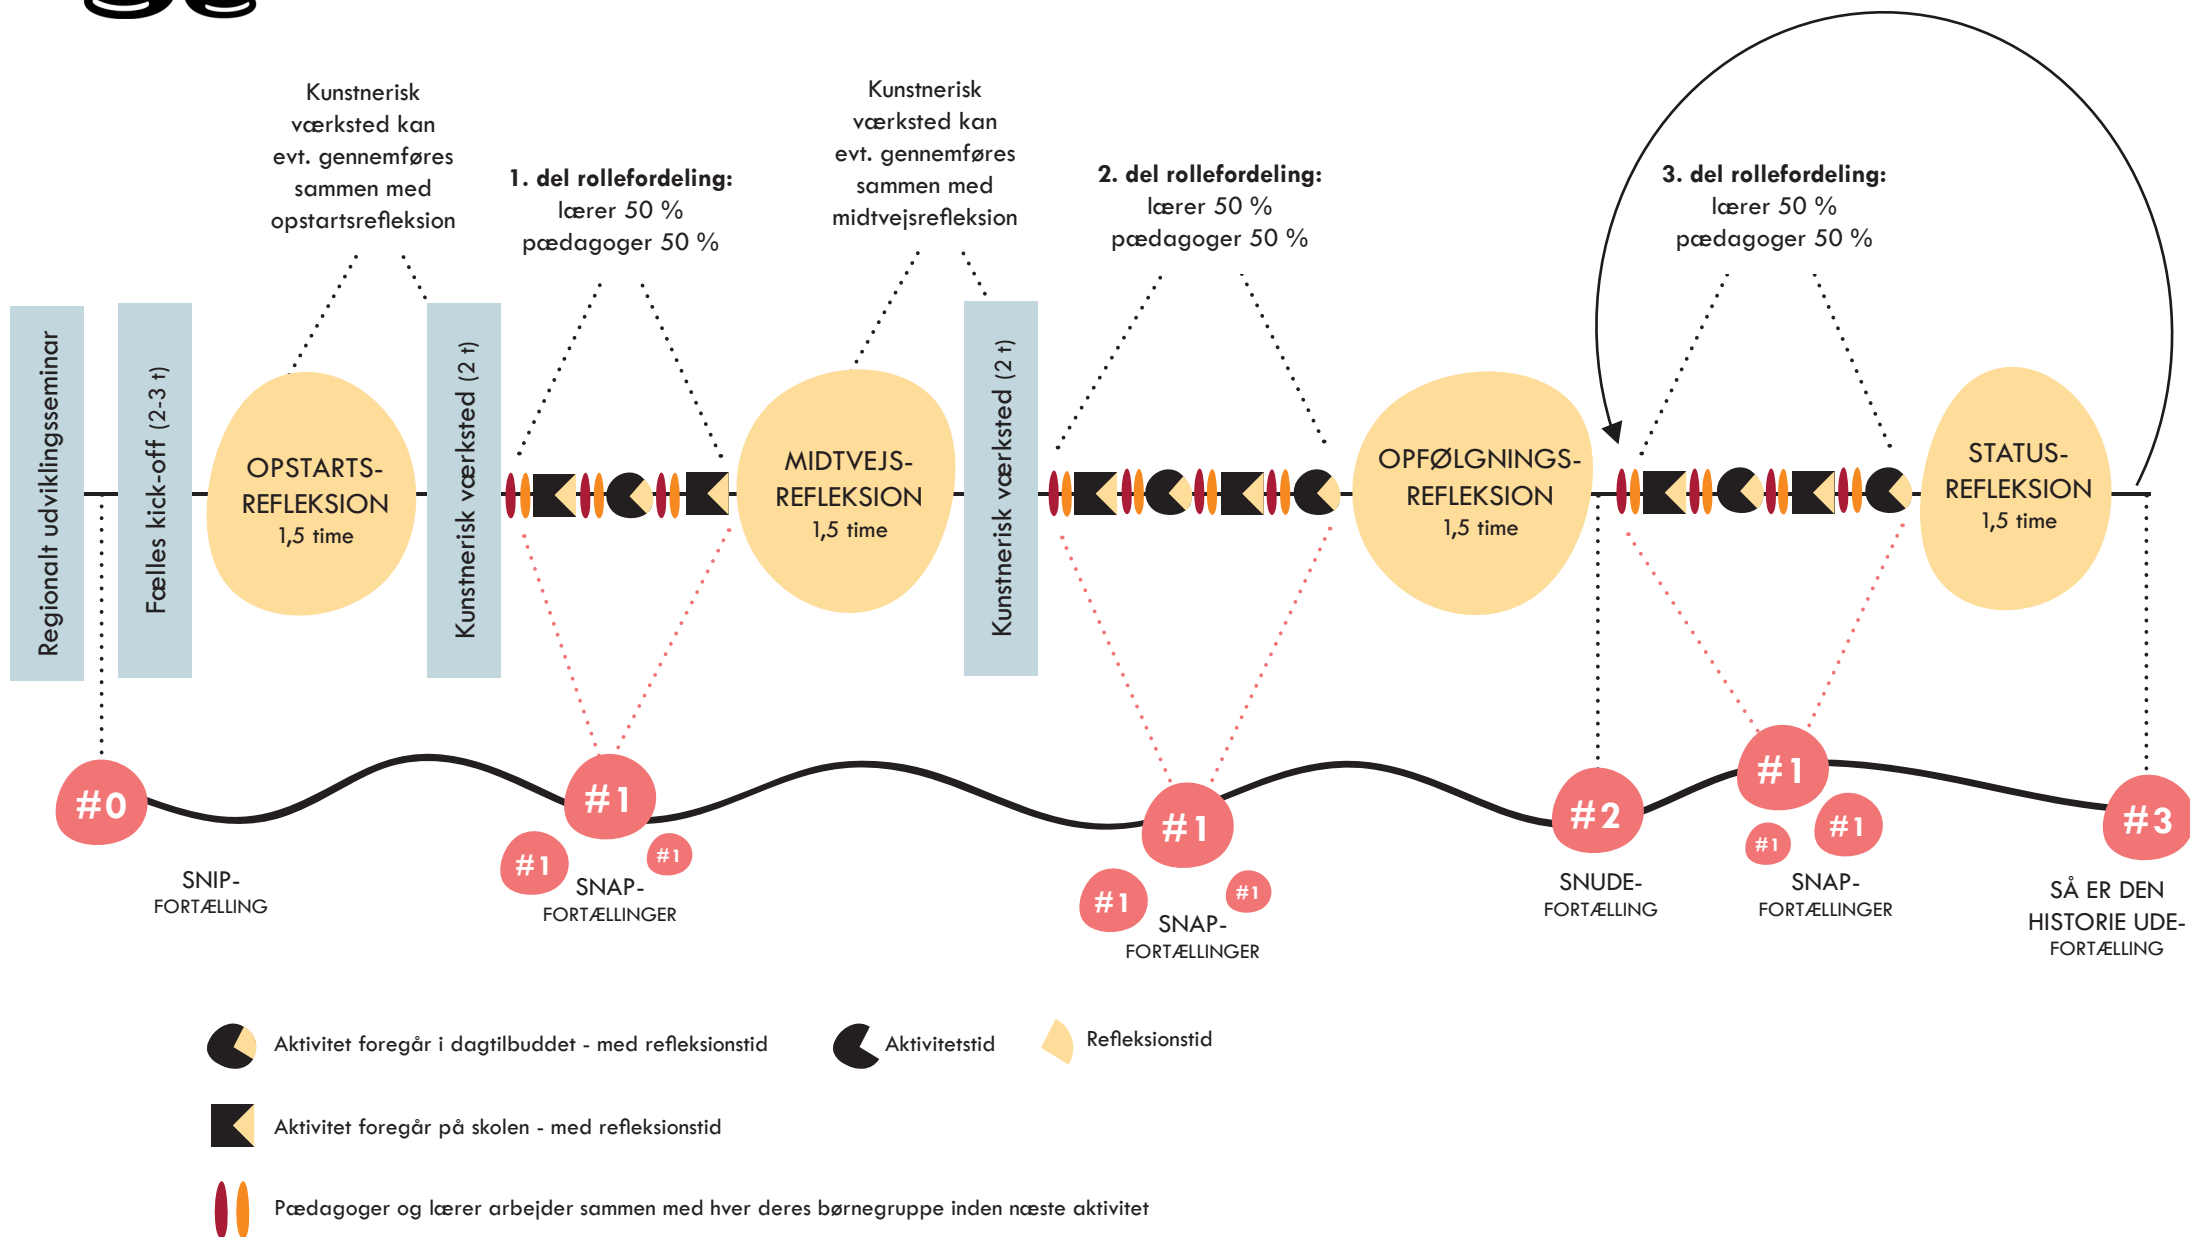 Kunstnerisk
værksted kan
evt. gennemføres
sammen med
opstartsrefleksion
1. del rollefordeling:
lærer 50 %
pædagoger 50 %
Kunstnerisk
værksted kan
evt. gennemføres
sammen med
midtvejsrefleksion
2. del rollefordeling:
lærer 50 %
pædagoger 50 %
3. del rollefordeling:
lærer 50 %
pædagoger 50 %
Regionalt udviklingsseminar
Fælles kick-off (2-3 t)
OPSTARTS-
REFLEKSION
1,5 time
Kunstnerisk værksted (2 t)
MIDTVEJS-
REFLEKSION
1,5 time
Kunstnerisk værksted (2 t)
OPFØLGNINGS-
REFLEKSION
1,5 time
STATUS-
REFLEKSION
1,5 time
#0
SNIP-
FORTÆLLING
#1
#1
#1
SNAP-
FORTÆLLINGER
#1
#1
#1
SNAP-
FORTÆLLINGER
#2
SNUDE-
FORTÆLLING
#1
#1
#1
SNAP-
FORTÆLLINGER
#3
SÅ ER DEN
HISTORIE UDE-
FORTÆLLING
Aktivitet foregår i dagtilbuddet - med refleksionstid
Aktivitetstid
Refleksionstid
Aktivitet foregår på skolen - med refleksionstid
Pædagoger og lærer arbejder sammen med hver deres børnegruppe inden næste aktivitet